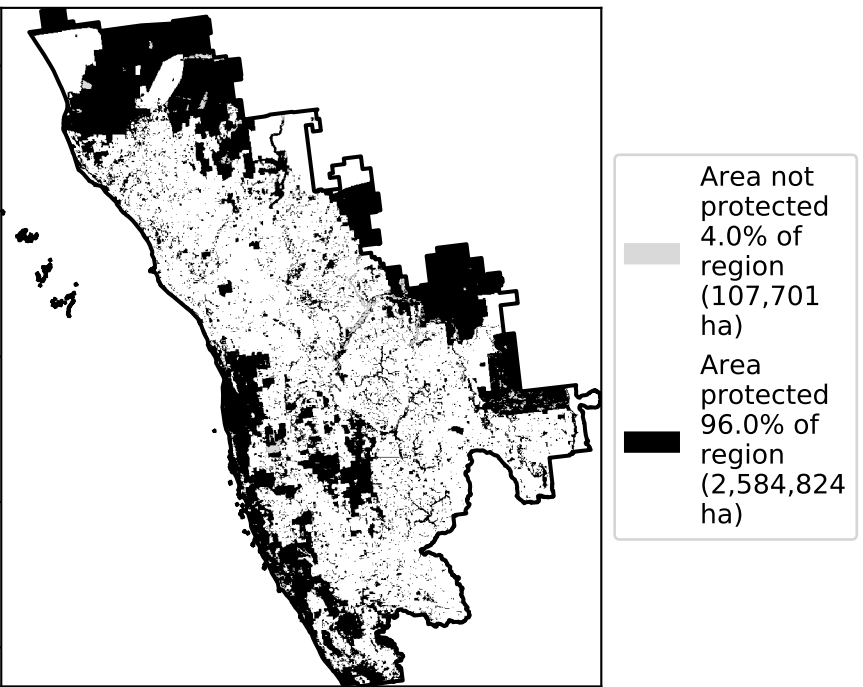 Area not
protected
4.0% of
region
(107,701
ha)
Area
protected
96.0% of
region
(2,584,824
ha)